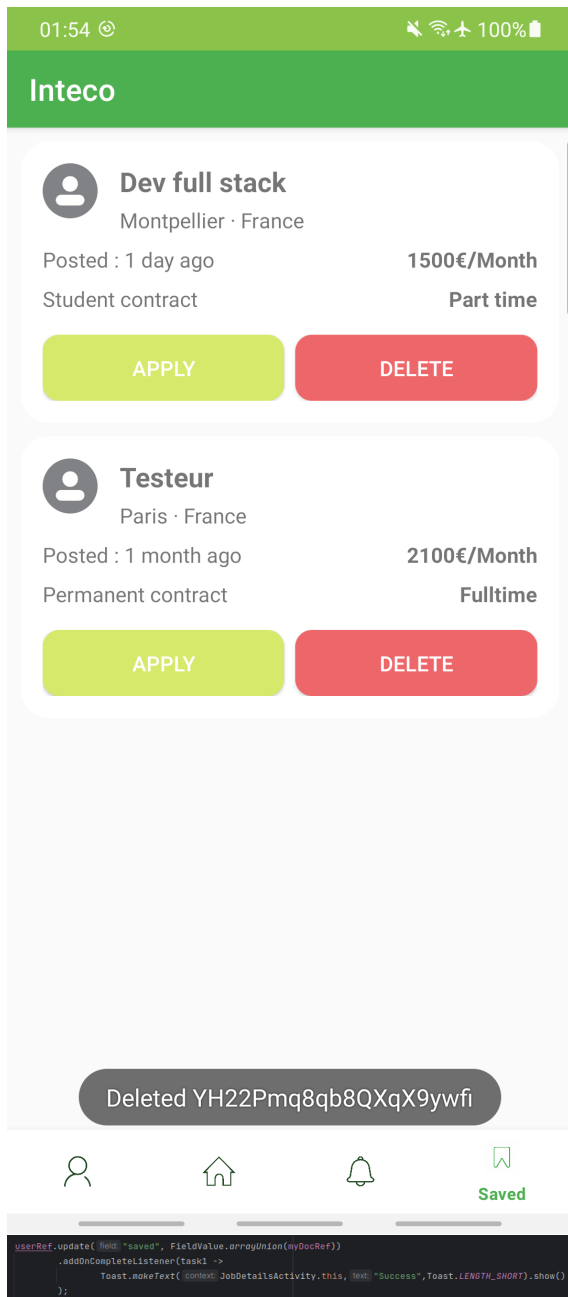 01:54 100%
Inteco
Dev full stack
Montpellier · France
Posted : 1 day ago 1500€/Month
Student contract Part time
APPLY DELETE
Testeur
Paris · France
Posted : 1 month ago 2100€/Month
Permanent contract Fulltime
APPLY DELETE
Deleted YH22Pmq8qb8QXqX9ywfi
Saved
userRef.update( field: "saved", FieldValue.arrayUnion(myDocRef))
.addOnCompleteListener(task1 ->
Toast.makeText( context: JobDetailsActivity.this, text: "Success",Toast.LENGTH_SHORT).show()
);